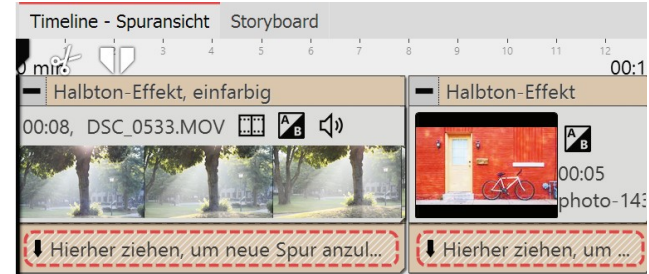 Timeline - Spuransicht Storyboard
3 4 5 6 7 8 9 10 11 12
0 min 00:1
Halbton-Effekt, einfarbig Halbton-Effekt
00:08, DSC_0533.MOV A B A B
00:05
photo-143
Hierher ziehen, um neue Spur anzul... Hierher ziehen, um ...